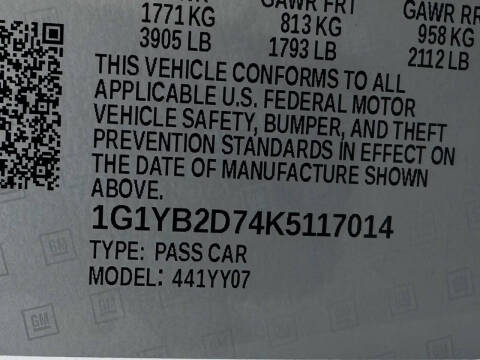 GAWR FRT GAWR RR
1771 KG 813 KG 958 KG
3905 LB 1793 LB 2112 LB
THIS VEHICLE CONFORMS TO ALL
APPLICABLE U.S. FEDERAL MOTOR
VEHICLE SAFETY, BUMPER, AND THEFT
PREVENTION STANDARDS IN EFFECT ON
THE DATE OF MANUFACTURE SHOWN
ABOVE.
1G1YB2D74K5117014
TYPE: PASS CAR
MODEL: 441YY07
GM
GM